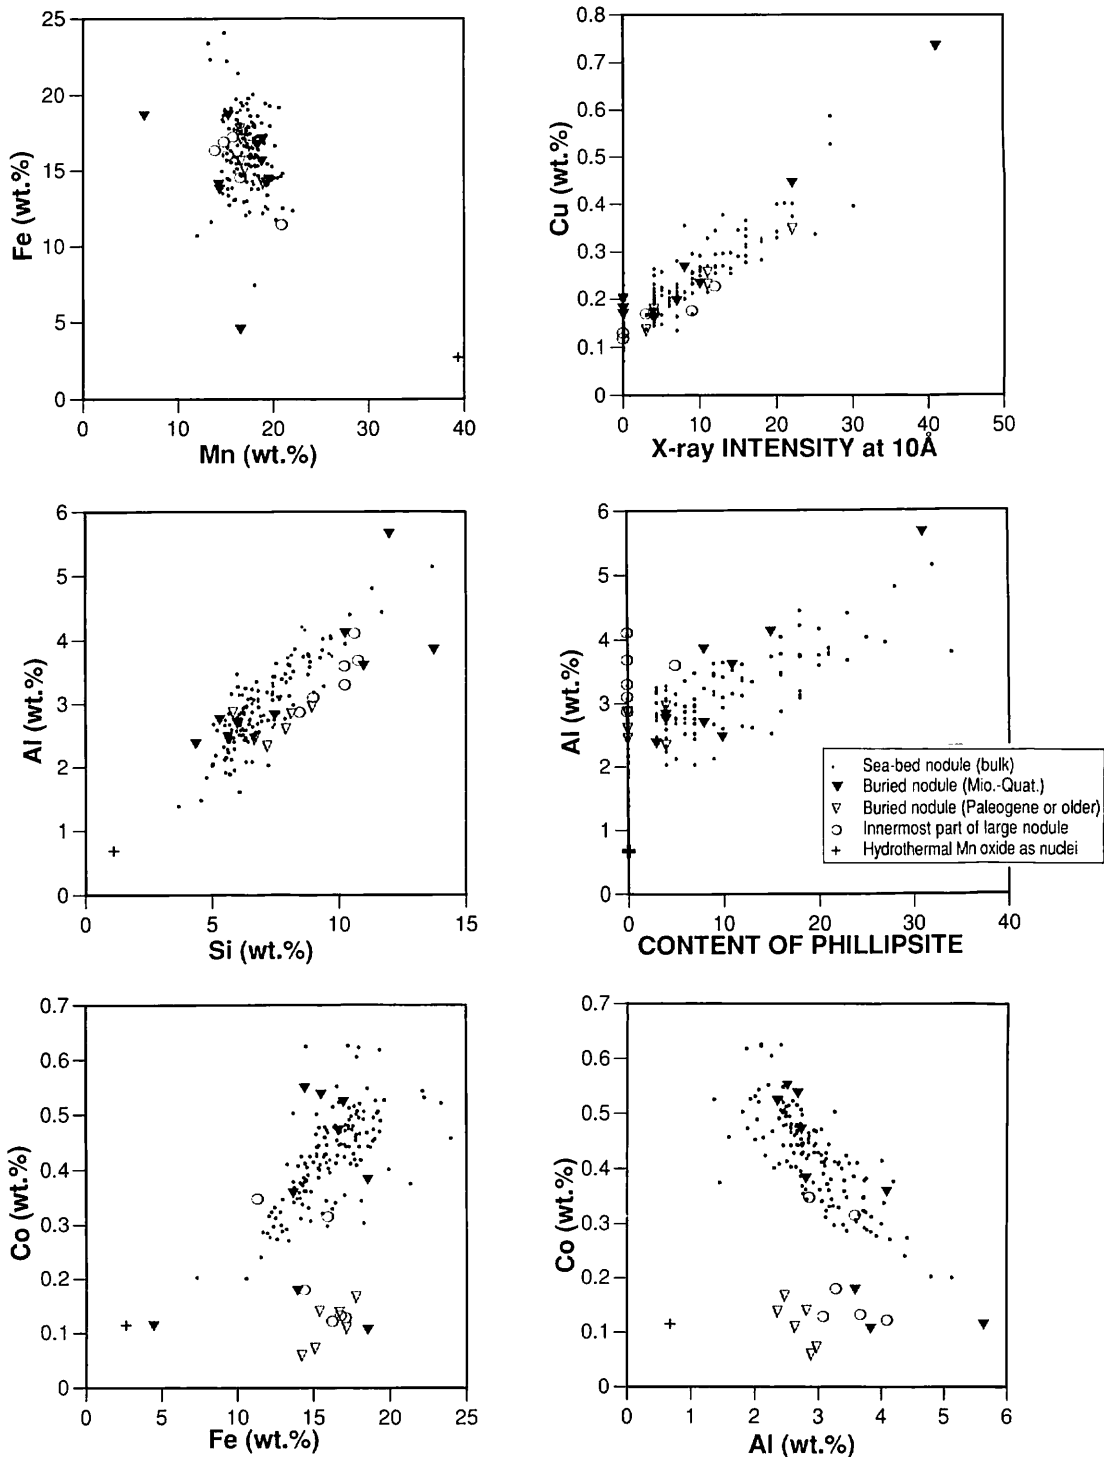 25
20
15
10
5
0
Fe (wt.%)
0 10 20 30 40
Mn (wt.%)
0.8
0.7
0.6
0.5
0.4
0.3
0.2
0.1
0
Cu (wt.%)
0 10 20 30 40 50
X-ray INTENSITY at 10Å
6
5
4
3
2
1
0
Al (wt.%)
0 5 10 15
Si (wt.%)
6
5
4
3
2
1
0
Al (wt.%)
0 10 20 30 40
CONTENT OF PHILLIPSITE
Sea-bed nodule (bulk)
Buried nodule (Mio.-Quat.)
Buried nodule (Paleogene or older)
Innermost part of large nodule
Hydrothermal Mn oxide as nuclei
0.7
0.6
0.5
0.4
0.3
0.2
0.1
0
Co (wt.%)
0 5 10 15 20 25
Fe (wt.%)
0.7
0.6
0.5
0.4
0.3
0.2
0.1
0
Co (wt.%)
0 1 2 3 4 5 6
Al (wt.%)